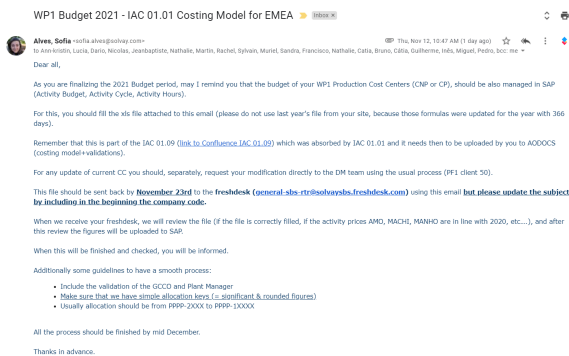 WP1 Budget 2021 - IAC 01.01 Costing Model for EMEA
Inbox ×
Alves, Sofia <sofia.alves@solvay.com>
Thu, Nov 12, 10:47 AM (1 day ago)
to Ann-kristin, Lucia, Dario, Nicolas, Jeanbaptiste, Nathalie, Martin, Rachel, Sylvain, Muriel, Sandra, Francisco, Nathalie, Catia, Bruno, Cátia, Guilherme, Inês, Miguel, Pedro, bcc: me
Dear all,
As you are finalizing the 2021 Budget period, may I remind you that the budget of your WP1 Production Cost Centers (CNP or CP), should be also managed in SAP
(Activity Budget, Activity Cycle, Activity Hours).
For this, you should fill the xls file attached to this email (please do not use last year's file from your site, because those formulas were updated for the year with 366
days).
Remember that this is part of the IAC 01.09 (link to Confluence IAC 01.09) which was absorbed by IAC 01.01 and it needs then to be uploaded by you to AODOCS
(costing model+validations).
For any update of current CC you should, separately, request your modification directly to the DM team using the usual process (PF1 client 50).
This file should be sent back by November 23rd to the freshdesk (general-sbs-rtr@solvaysbs.freshdesk.com) using this email but please update the subject
by including in the beginning the company code.
When we receive your freshdesk, we will review the file (if the file is correctly filled, if the activity prices AMO, MACHI, MANHO are in line with 2020, etc...), and after
this review the figures will be uploaded to SAP.
When this will be finished and checked, you will be informed.
Additionally some guidelines to have a smooth process:
• Include the validation of the GCCO and Plant Manager
• Make sure that we have simple allocation keys (= significant & rounded figures)
• Usually allocation should be from PPPP-2XXX to PPPP-1XXXX
All the process should be finished by mid December.
Thanks in advance.